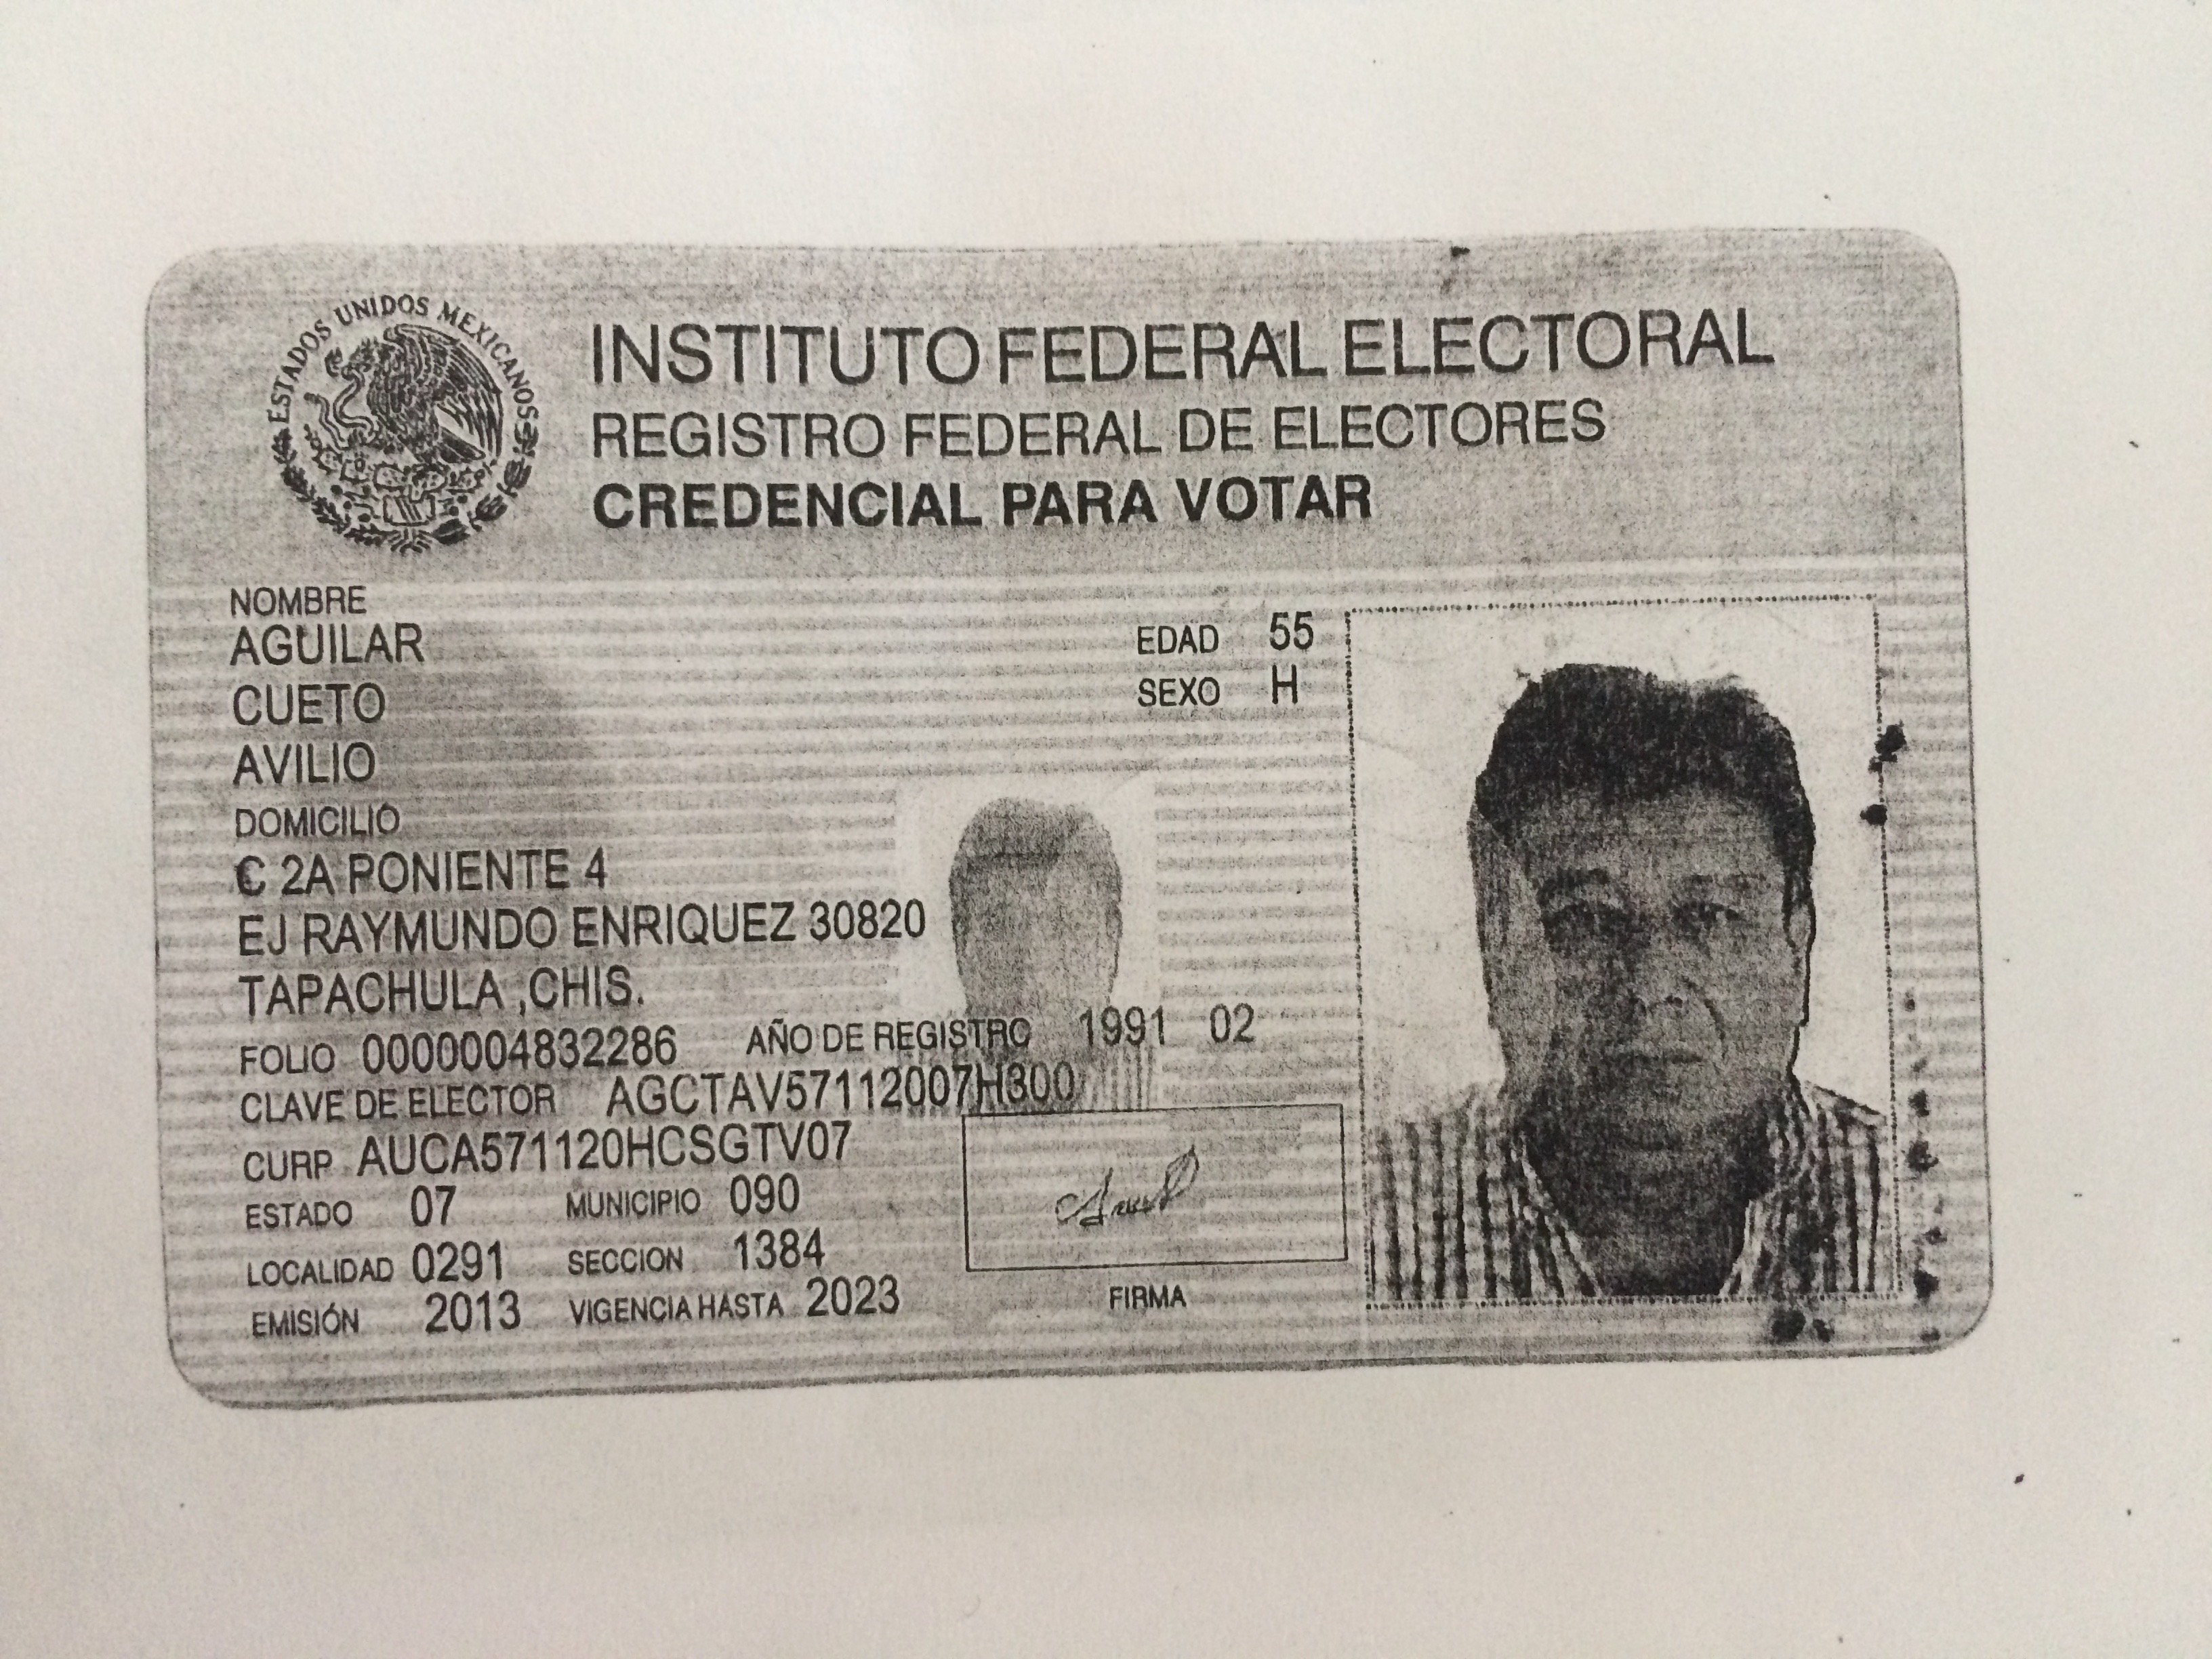 ESTADOS UNIDOS MEXICANOS
INSTITUTO FEDERAL ELECTORAL
REGISTRO FEDERAL DE ELECTORES
CREDENCIAL PARA VOTAR
NOMBRE
AGUILAR
CUETO
AVILIO
EDAD 55
SEXO H
DOMICILIO
C 2A PONIENTE 4
EJ RAYMUNDO ENRIQUEZ 30820
TAPACHULA ,CHIS.
FOLIO 0000004832286 AÑO DE REGISTRO 1991 02
CLAVE DE ELECTOR AGCTAV57112007H300
CURP AUCA571120HCSGTV07
ESTADO 07 MUNICIPIO 090
LOCALIDAD 0291 SECCION 1384
EMISIÓN 2013 VIGENCIA HASTA 2023
FIRMA